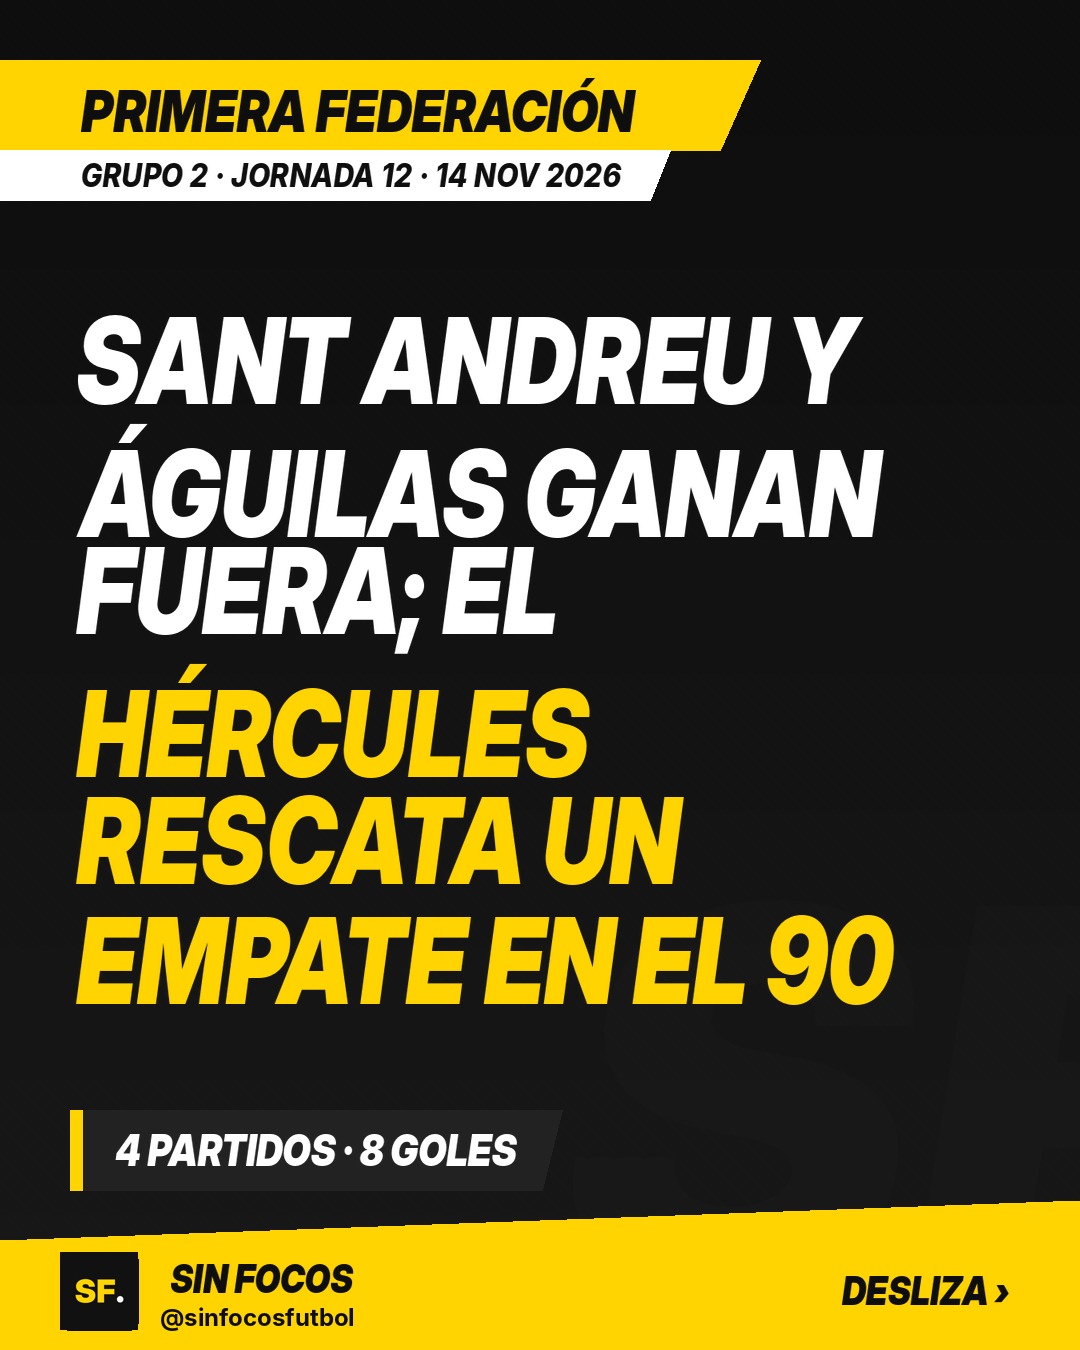 PRIMERA FEDERACIÓN
GRUPO 2 · JORNADA 12 · 14 NOV 2026
SANT ANDREU Y
ÁGUILAS GANAN
FUERA; EL
HÉRCULES
RESCATA UN
EMPATE EN EL 90
4 PARTIDOS · 8 GOLES
SF.
SIN FOCOS
@sinfocosfutbol
DESLIZA ›